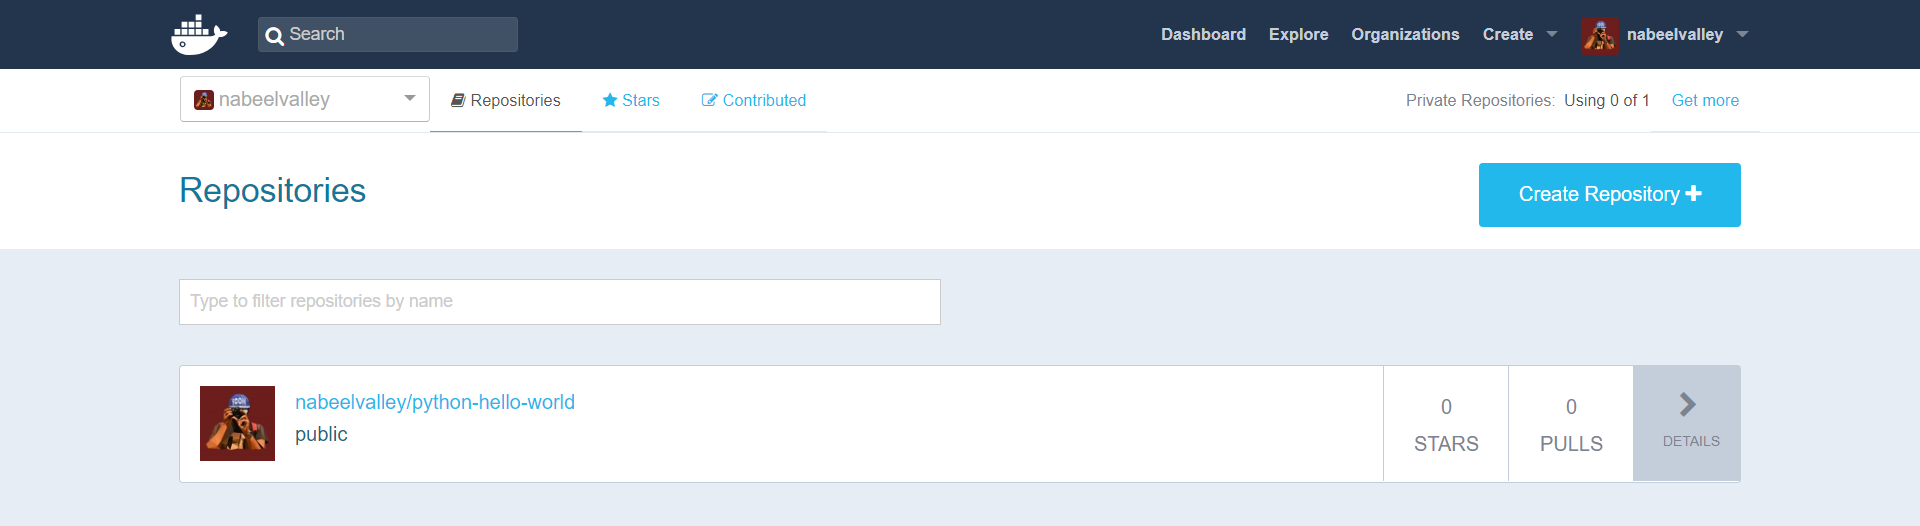 Search
Dashboard Explore Organizations Create nabeelvalley
nabeelvalley Repositories Stars Contributed Private Repositories: Using 0 of 1 Get more
Repositories
Create Repository
Type to filter repositories by name
nabeelvalley/python-hello-world
public
0
STARS
0
PULLS
DETAILS